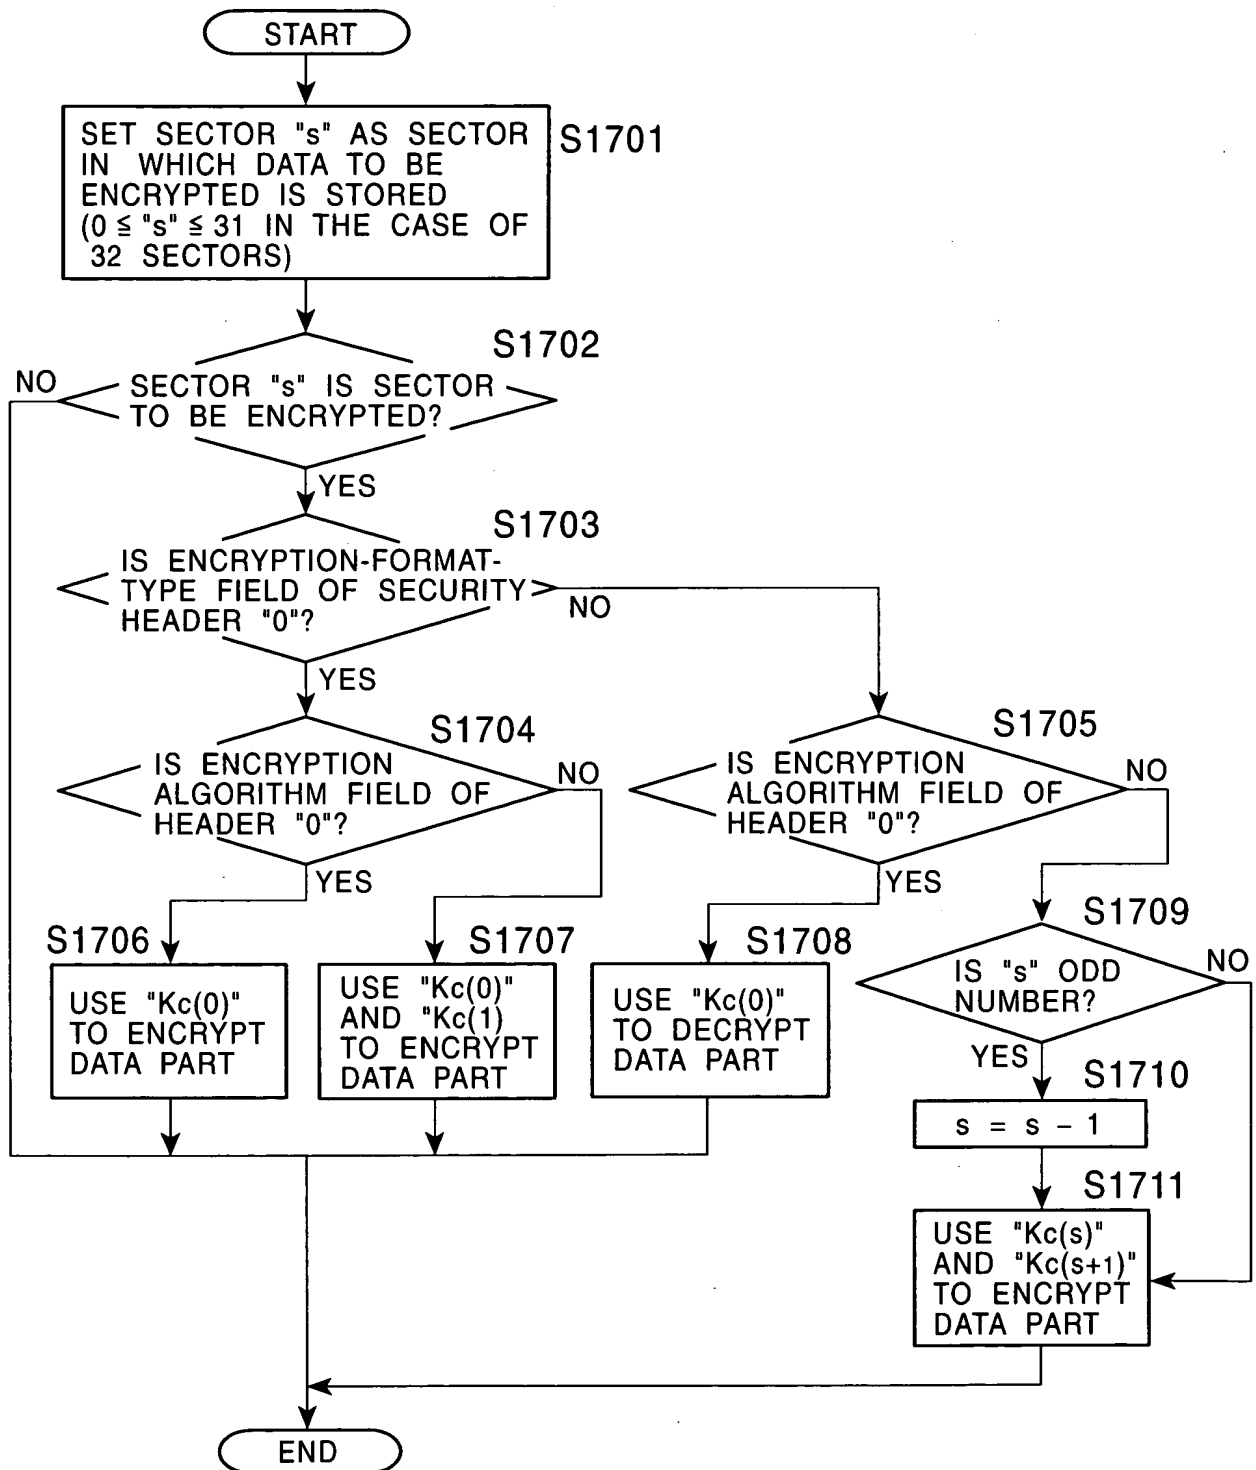 START
SET SECTOR "s" AS SECTOR
IN WHICH DATA TO BE
ENCRYPTED IS STORED
(0 ≦ "s" ≦ 31 IN THE CASE OF
32 SECTORS)
S1701
S1702
NO
SECTOR "s" IS SECTOR
TO BE ENCRYPTED?
YES
S1703
IS ENCRYPTION-FORMAT-
TYPE FIELD OF SECURITY
HEADER "0"?
NO
YES
S1704
IS ENCRYPTION
ALGORITHM FIELD OF
HEADER "0"?
NO
YES
S1705
IS ENCRYPTION
ALGORITHM FIELD OF
HEADER "0"?
NO
YES
S1706
USE "Kc(0)"
TO ENCRYPT
DATA PART
S1707
USE "Kc(0)"
AND "Kc(1)
TO ENCRYPT
DATA PART
S1708
USE "Kc(0)"
TO DECRYPT
DATA PART
S1709
IS "s" ODD
NUMBER?
NO
YES
S1710
s = s - 1
S1711
USE "Kc(s)"
AND "Kc(s+1)"
TO ENCRYPT
DATA PART
END